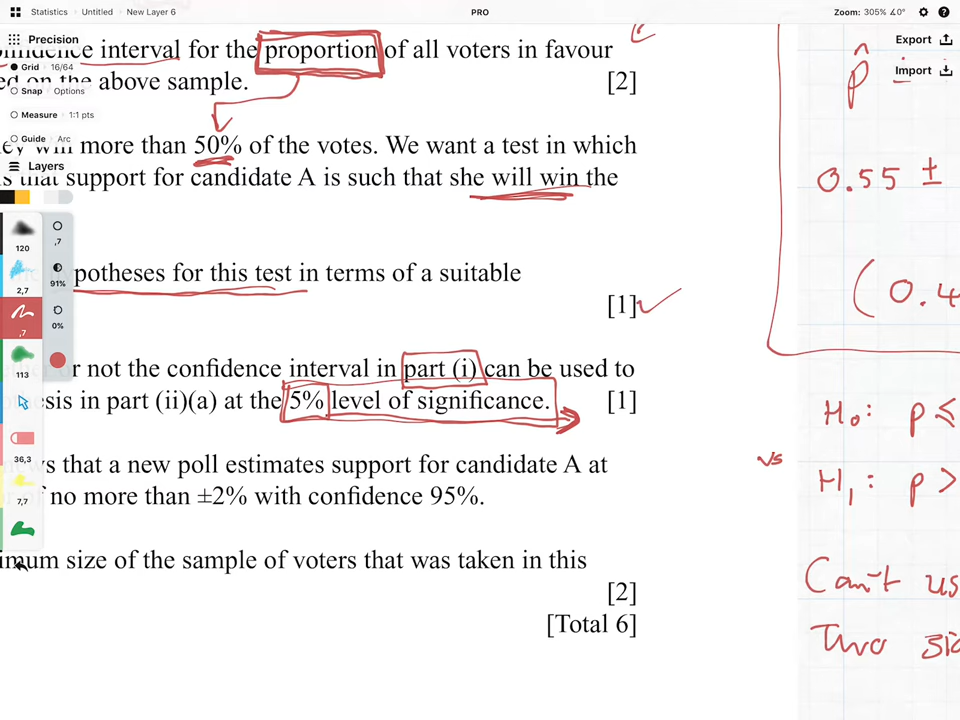 Statistics Untitled New Layer 6 PRO Zoom: 305% ∠0°
Precision
Export
Grid 16/64
Import
Snap Options
Measure 1:1 pts
Guide Arc
Layers
interval for the proportion of all voters in favour
on the above sample. [2]
will more than 50% of the votes. We want a test in which
that support for candidate A is such that she will win the
potheses for this test in terms of a suitable
[1]
or not the confidence interval in part (i) can be used to
esis in part (ii)(a) at the 5% level of significance. [1]
ws that a new poll estimates support for candidate A at
of no more than ±2% with confidence 95%.
imum size of the sample of voters that was taken in this
[2]
[Total 6]
,7
120
91%
2,7
0%
,7
113
36,3
7,7
p̂ =
0.55 ±
(0.4
H₀: p ≤
vs
H₁: p >
Can't us
Two si